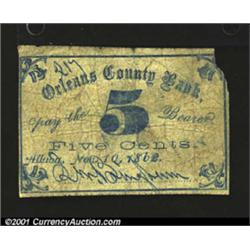 Orleans County Bank,
pay the 5 Bearer
Five Cents.
Albion, Nov. 10, 1862.
©2001 CurrencyAuction.com